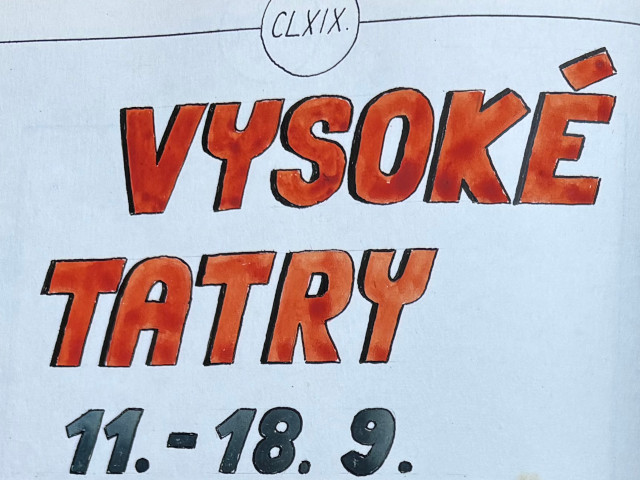 CLXIX.
VYSOKÉ
TATRY
11.-18. 9.